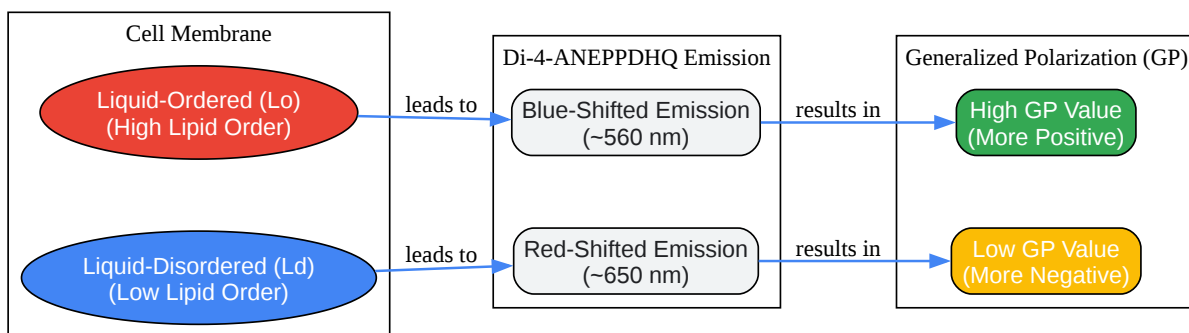 Cell Membrane
Di-4-ANEPPDHQ Emission
Generalized Polarization (GP)
Liquid-Ordered (Lo)
(High Lipid Order)
leads to
Blue-Shifted Emission
(~560 nm)
results in
High GP Value
(More Positive)
Liquid-Disordered (Ld)
(Low Lipid Order)
leads to
Red-Shifted Emission
(~650 nm)
results in
Low GP Value
(More Negative)